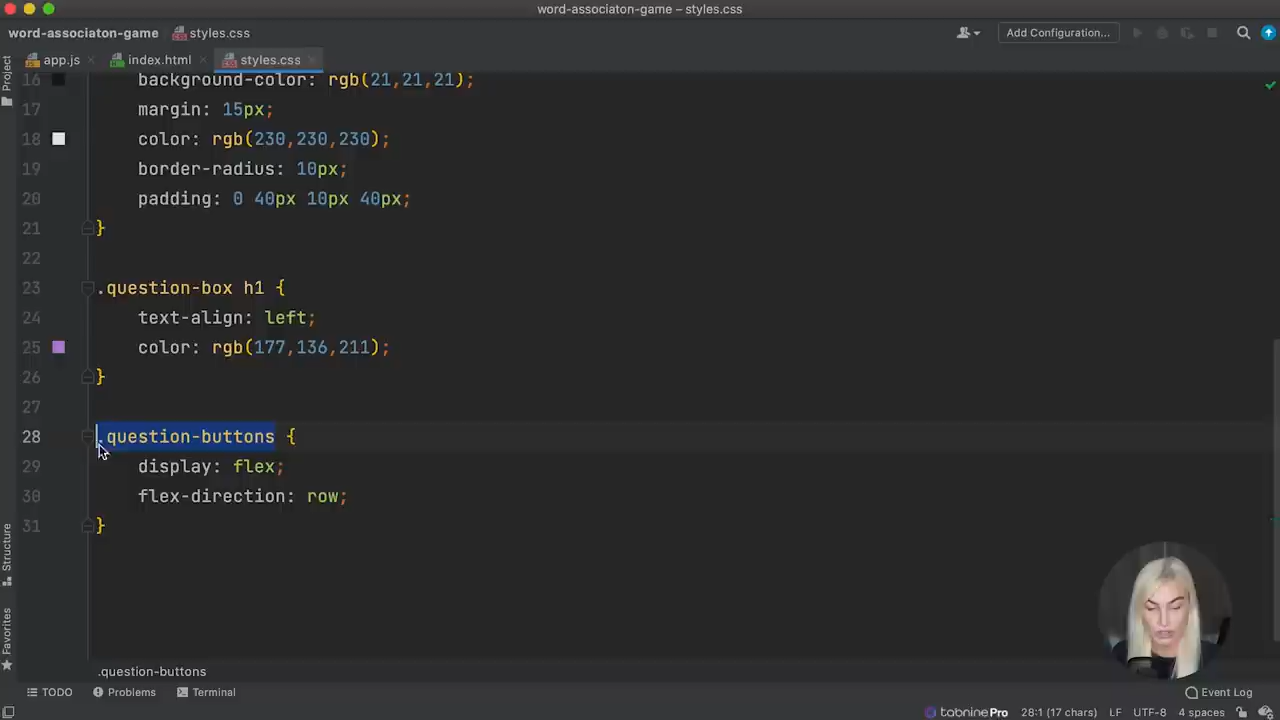 word-associaton-game – styles.css
word-associaton-game styles.css Add Configuration...
app.js index.html styles.css
Project
16 background-color: rgb(21,21,21);
17 margin: 15px;
18 color: rgb(230,230,230);
19 border-radius: 10px;
20 padding: 0 40px 10px 40px;
21 }
22
23 .question-box h1 {
24 text-align: left;
25 color: rgb(177,136,211);
26 }
27
28 .question-buttons {
29 display: flex;
30 flex-direction: row;
31 }
Structure
Favorites
.question-buttons
TODO Problems Terminal Event Log
tabninePro 28:1 (17 chars) LF UTF-8 4 spaces